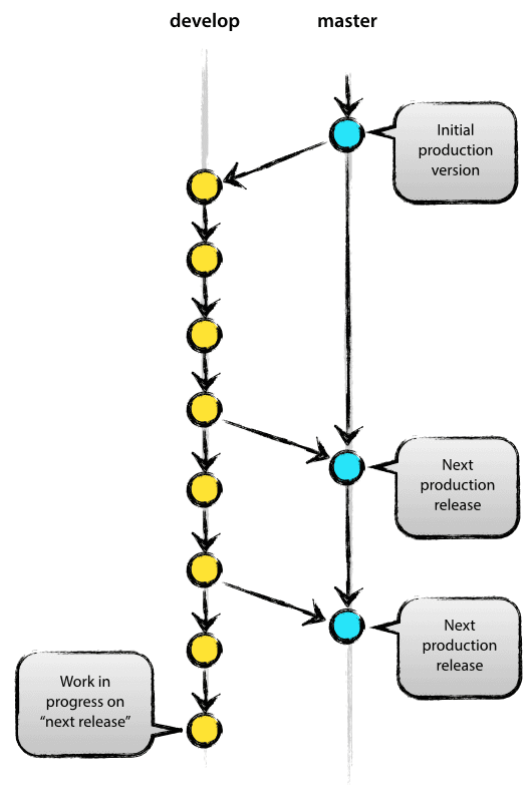 develop
master
Initial
production
version
Next
production
release
Next
production
release
Work in
progress on
“next release”